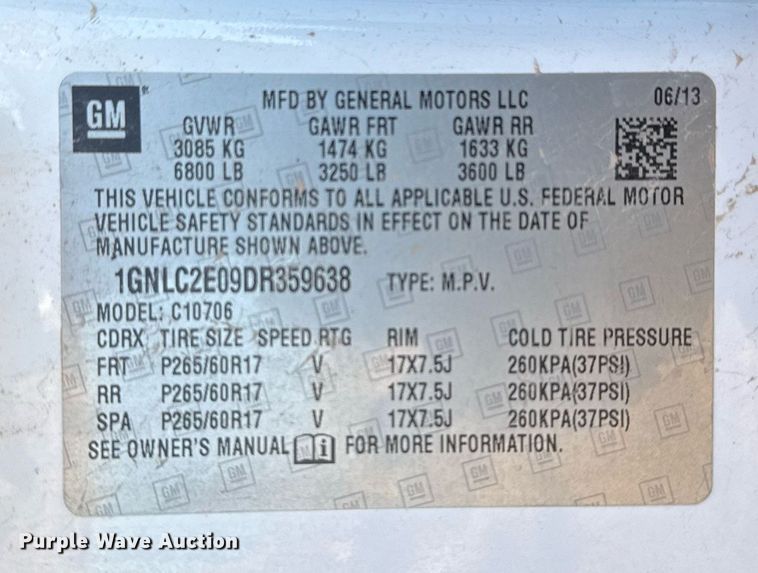 GM
MFD BY GENERAL MOTORS LLC 06/13
GVWR GAWR FRT GAWR RR
3085 KG 1474 KG 1633 KG
6800 LB 3250 LB 3600 LB
THIS VEHICLE CONFORMS TO ALL APPLICABLE U.S. FEDERAL MOTOR
VEHICLE SAFETY STANDARDS IN EFFECT ON THE DATE OF
MANUFACTURE SHOWN ABOVE.
1GNLC2E09DR359638 TYPE: M.P.V.
MODEL: C10706
CDRX TIRE SIZE SPEED RTG RIM COLD TIRE PRESSURE
FRT P265/60R17 V 17X7.5J 260KPA(37PSI)
RR P265/60R17 V 17X7.5J 260KPA(37PSI)
SPA P265/60R17 V 17X7.5J 260KPA(37PSI)
SEE OWNER'S MANUAL i FOR MORE INFORMATION.
Purple Wave Auction